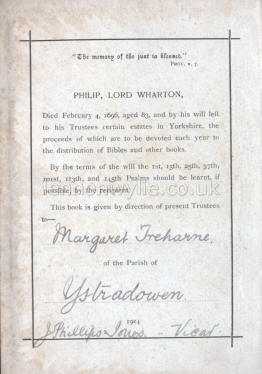 "The memory of the just is blessed."
Prov. x. 7.
PHILIP, LORD WHARTON,
Died February 4, 1696, aged 83, and by his will left
to his Trustees certain estates in Yorkshire, the
proceeds of which are to be devoted each year to
the distribution of Bibles and other books.
By the terms of the will the 1st, 15th, 25th, 37th,
101st, 113th, and 145th Psalms should be learnt, if
possible, by the recipient.
This book is given by direction of present Trustees
to—
Margaret Treharne.
of the Parish of
Ystradowen.
1914
J Phillips Jones. - Vicar